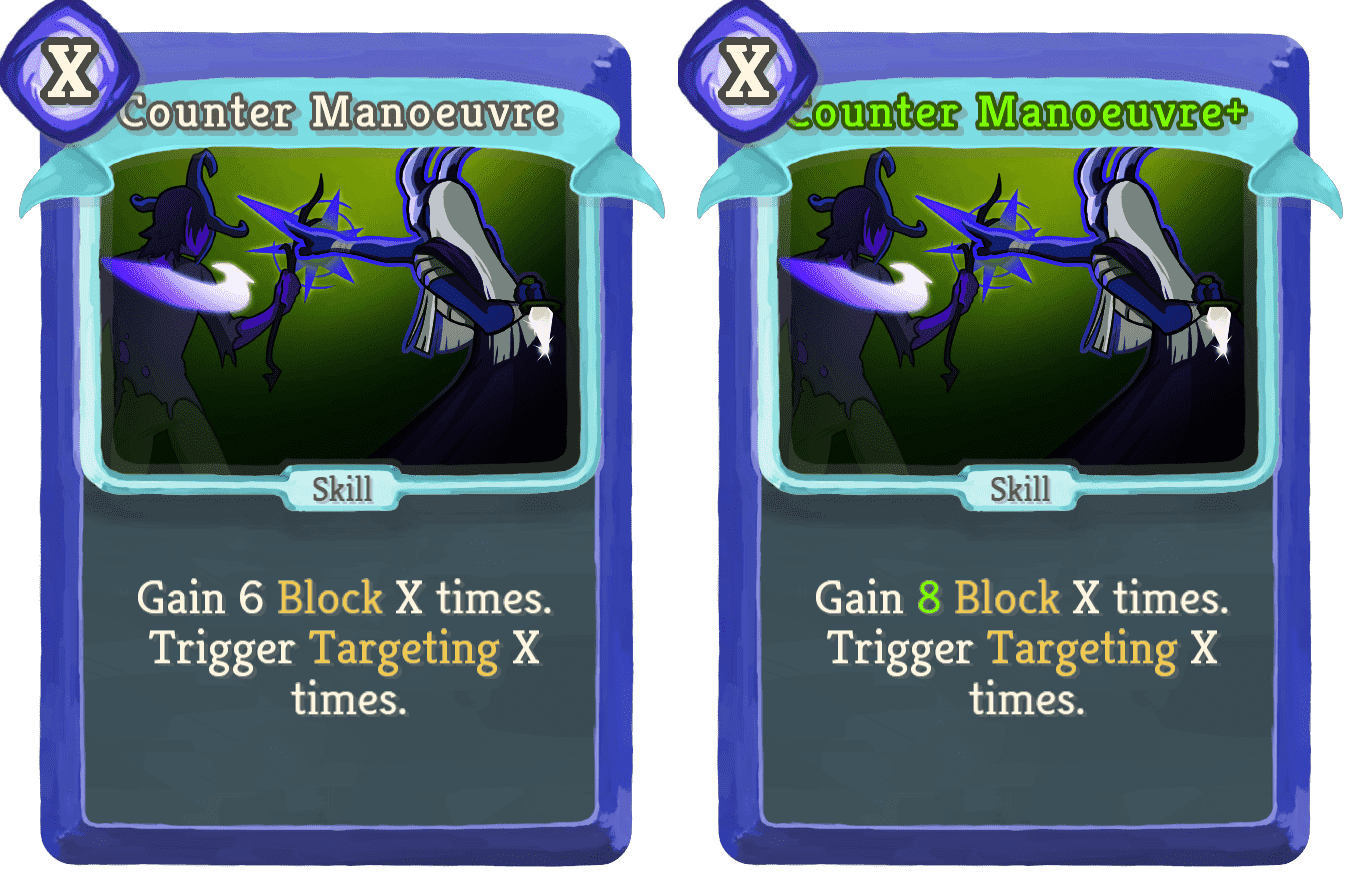 X
Counter Manoeuvre
Skill
Gain 6 Block X times.
Trigger Targeting X
times.
X
Counter Manoeuvre+
Skill
Gain 8 Block X times.
Trigger Targeting X
times.